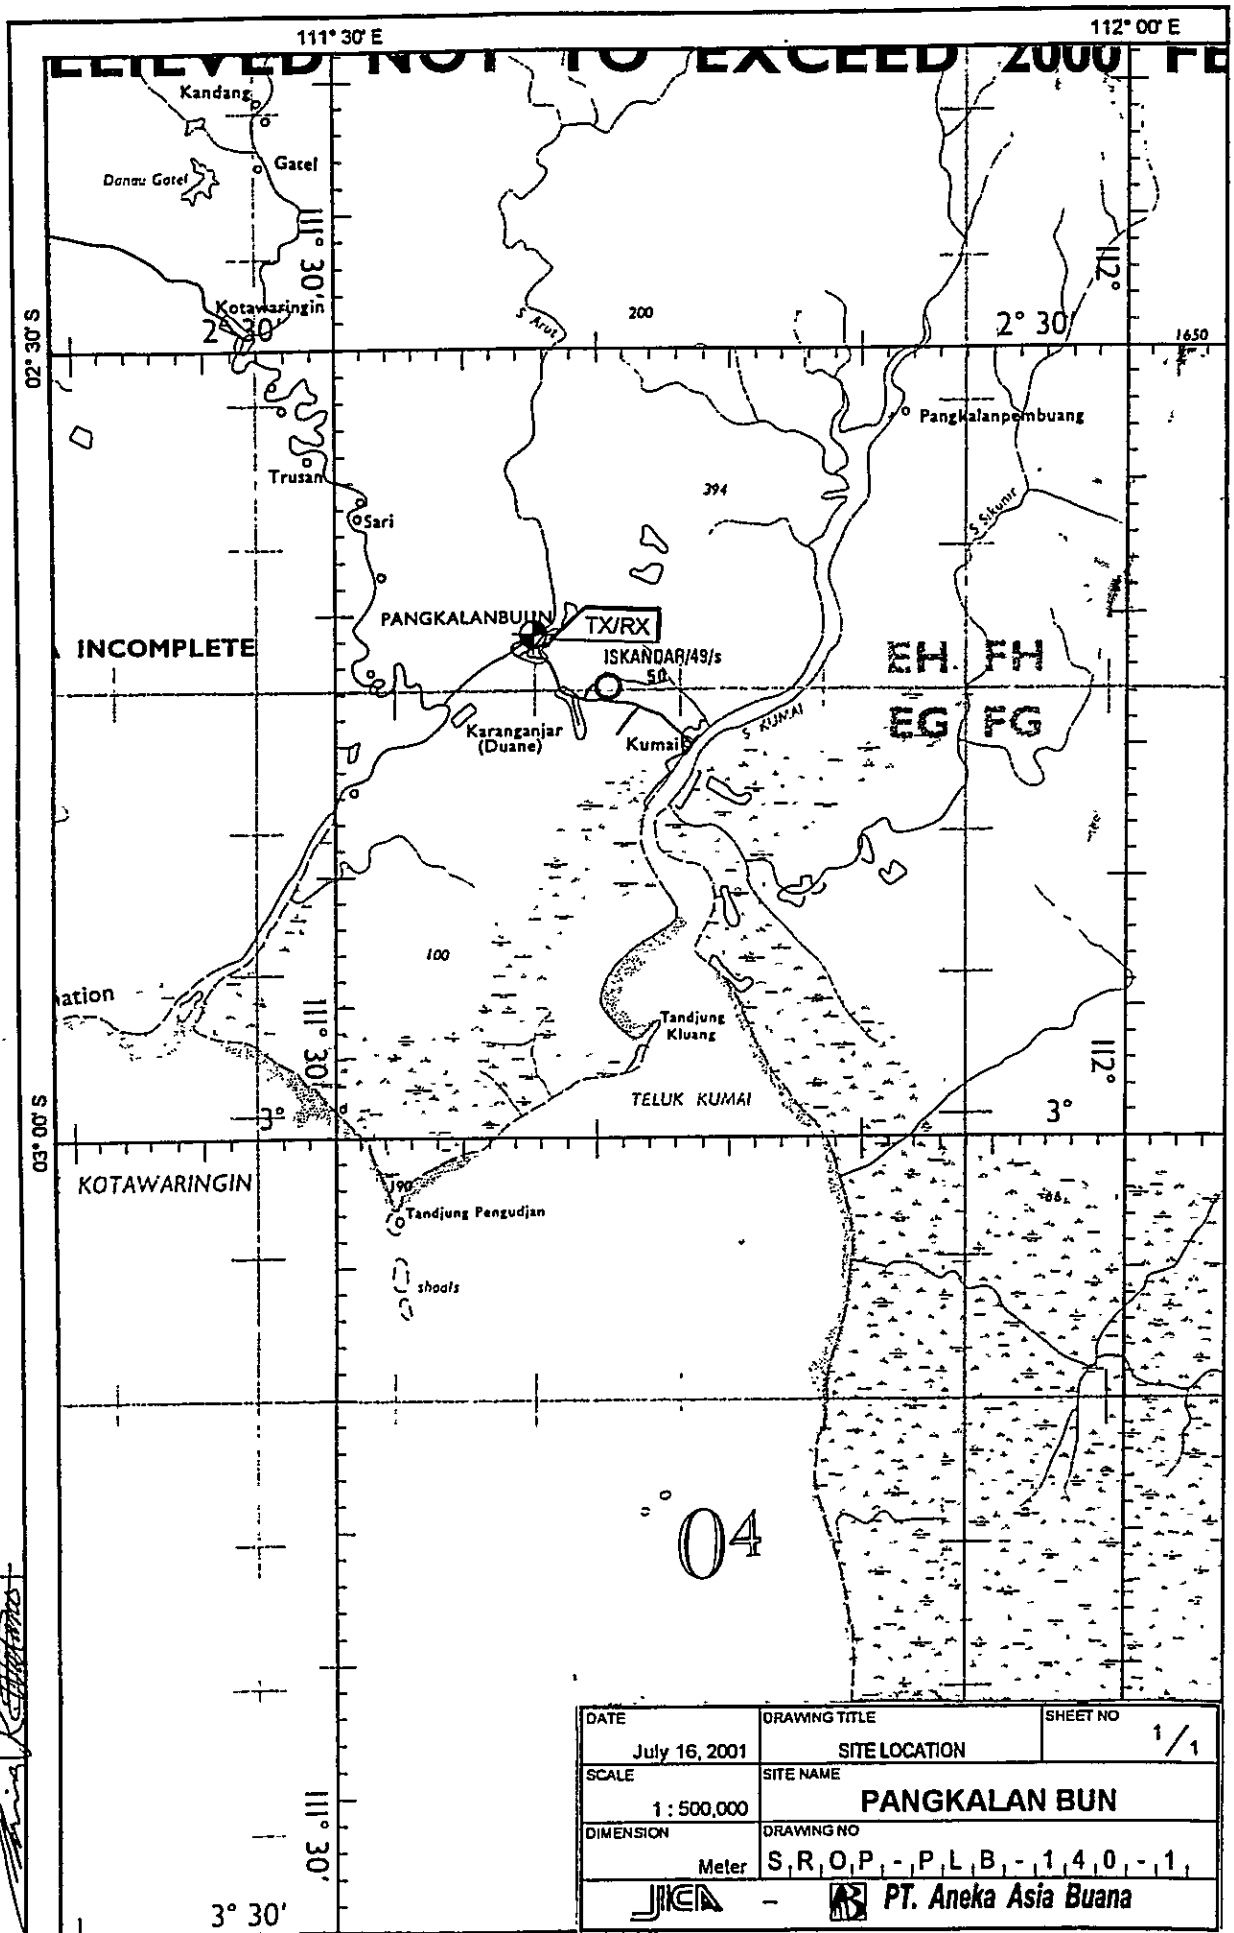 111° 30' E
112° 00' E
ELIEVED NOT TO EXCEED 2000 FE
Kandang
Gatel
Danau Gatel
111° 30'
112°
Kotawaringin
2° 30'
S Arut
200
2° 30'
1650
02° 30' S
Pangkalanpembuang
Trusan
394
Sari
S Sikunir
PANGKALANBUUN
TX/RX
INCOMPLETE
ISKANDAR/49/s
50
EG
Karanganjar
(Duane)
Kumai
S KUMAI
100
nation
111° 30'
Tandjung
Kluang
112°
TELUK KUMAI
3°
3°
03° 00' S
KOTAWARINGIN
190
Tandjung Pengudjan
shoals
0⁴
111° 30'
3° 30'
DATE
July 16, 2001
DRAWING TITLE
SITE LOCATION
SHEET NO
1/1
SCALE
1 : 500,000
SITE NAME
PANGKALAN BUN
DIMENSION
Meter
DRAWING NO
S R O P - P L B - 1 4 0 - 1
JICA - PT. Aneka Asia Buana